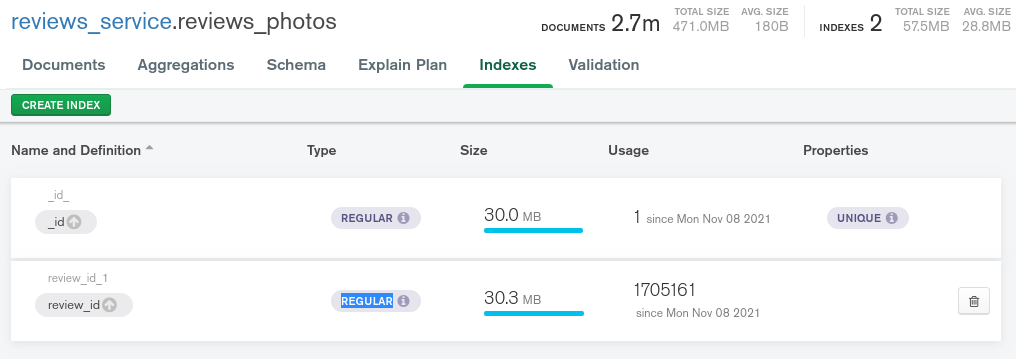 reviews_service.reviews_photos
DOCUMENTS 2.7m TOTAL SIZE 471.0MB AVG. SIZE 180B INDEXES 2 TOTAL SIZE 57.5MB AVG. SIZE 28.8MB
Documents Aggregations Schema Explain Plan Indexes Validation
CREATE INDEX
Name and Definition Type Size Usage Properties
_id_
_id REGULAR 30.0 MB 1 since Mon Nov 08 2021 UNIQUE
review_id_1
review_id REGULAR 30.3 MB 1705161
since Mon Nov 08 2021